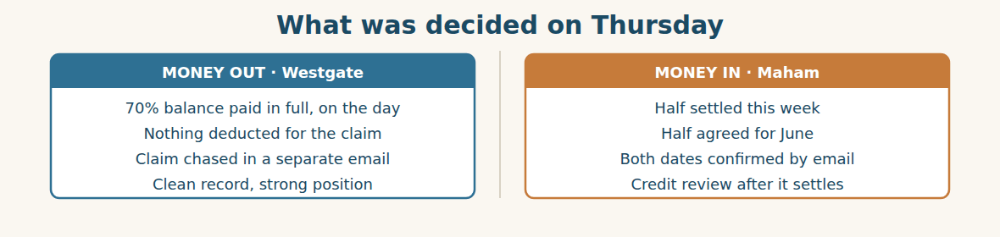 What was decided on Thursday
MONEY OUT · Westgate
70% balance paid in full, on the day
Nothing deducted for the claim
Claim chased in a separate email
Clean record, strong position
MONEY IN · Maham
Half settled this week
Half agreed for June
Both dates confirmed by email
Credit review after it settles